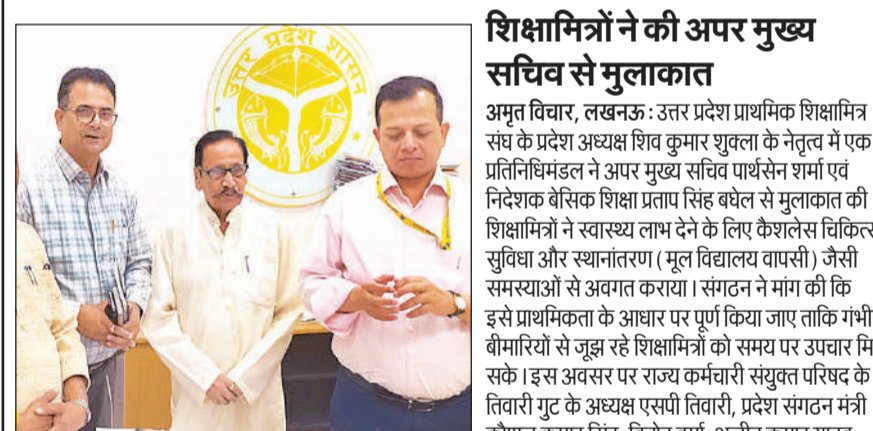 उत्तर प्रदेश शासन
शिक्षामित्रों ने की अपर मुख्य
सचिव से मुलाकात
अमृत विचार, लखनऊ : उत्तर प्रदेश प्राथमिक शिक्षामित्र
संघ के प्रदेश अध्यक्ष शिव कुमार शुक्ला के नेतृत्व में एक
प्रतिनिधिमंडल ने अपर मुख्य सचिव पार्थसेन शर्मा एवं
निदेशक बेसिक शिक्षा प्रताप सिंह बघेल से मुलाकात की
शिक्षामित्रों ने स्वास्थ्य लाभ देने के लिए कैशलेस चिकित्स
सुविधा और स्थानांतरण ( मूल विद्यालय वापसी ) जैसी
समस्याओं से अवगत कराया । संगठन ने मांग की कि
इसे प्राथमिकता के आधार पर पूर्ण किया जाए ताकि गंभी
बीमारियों से जूझ रहे शिक्षामित्रों को समय पर उपचार मि
सके । इस अवसर पर राज्य कर्मचारी संयुक्त परिषद के
तिवारी गुट के अध्यक्ष एसपी तिवारी, प्रदेश संगठन मंत्री